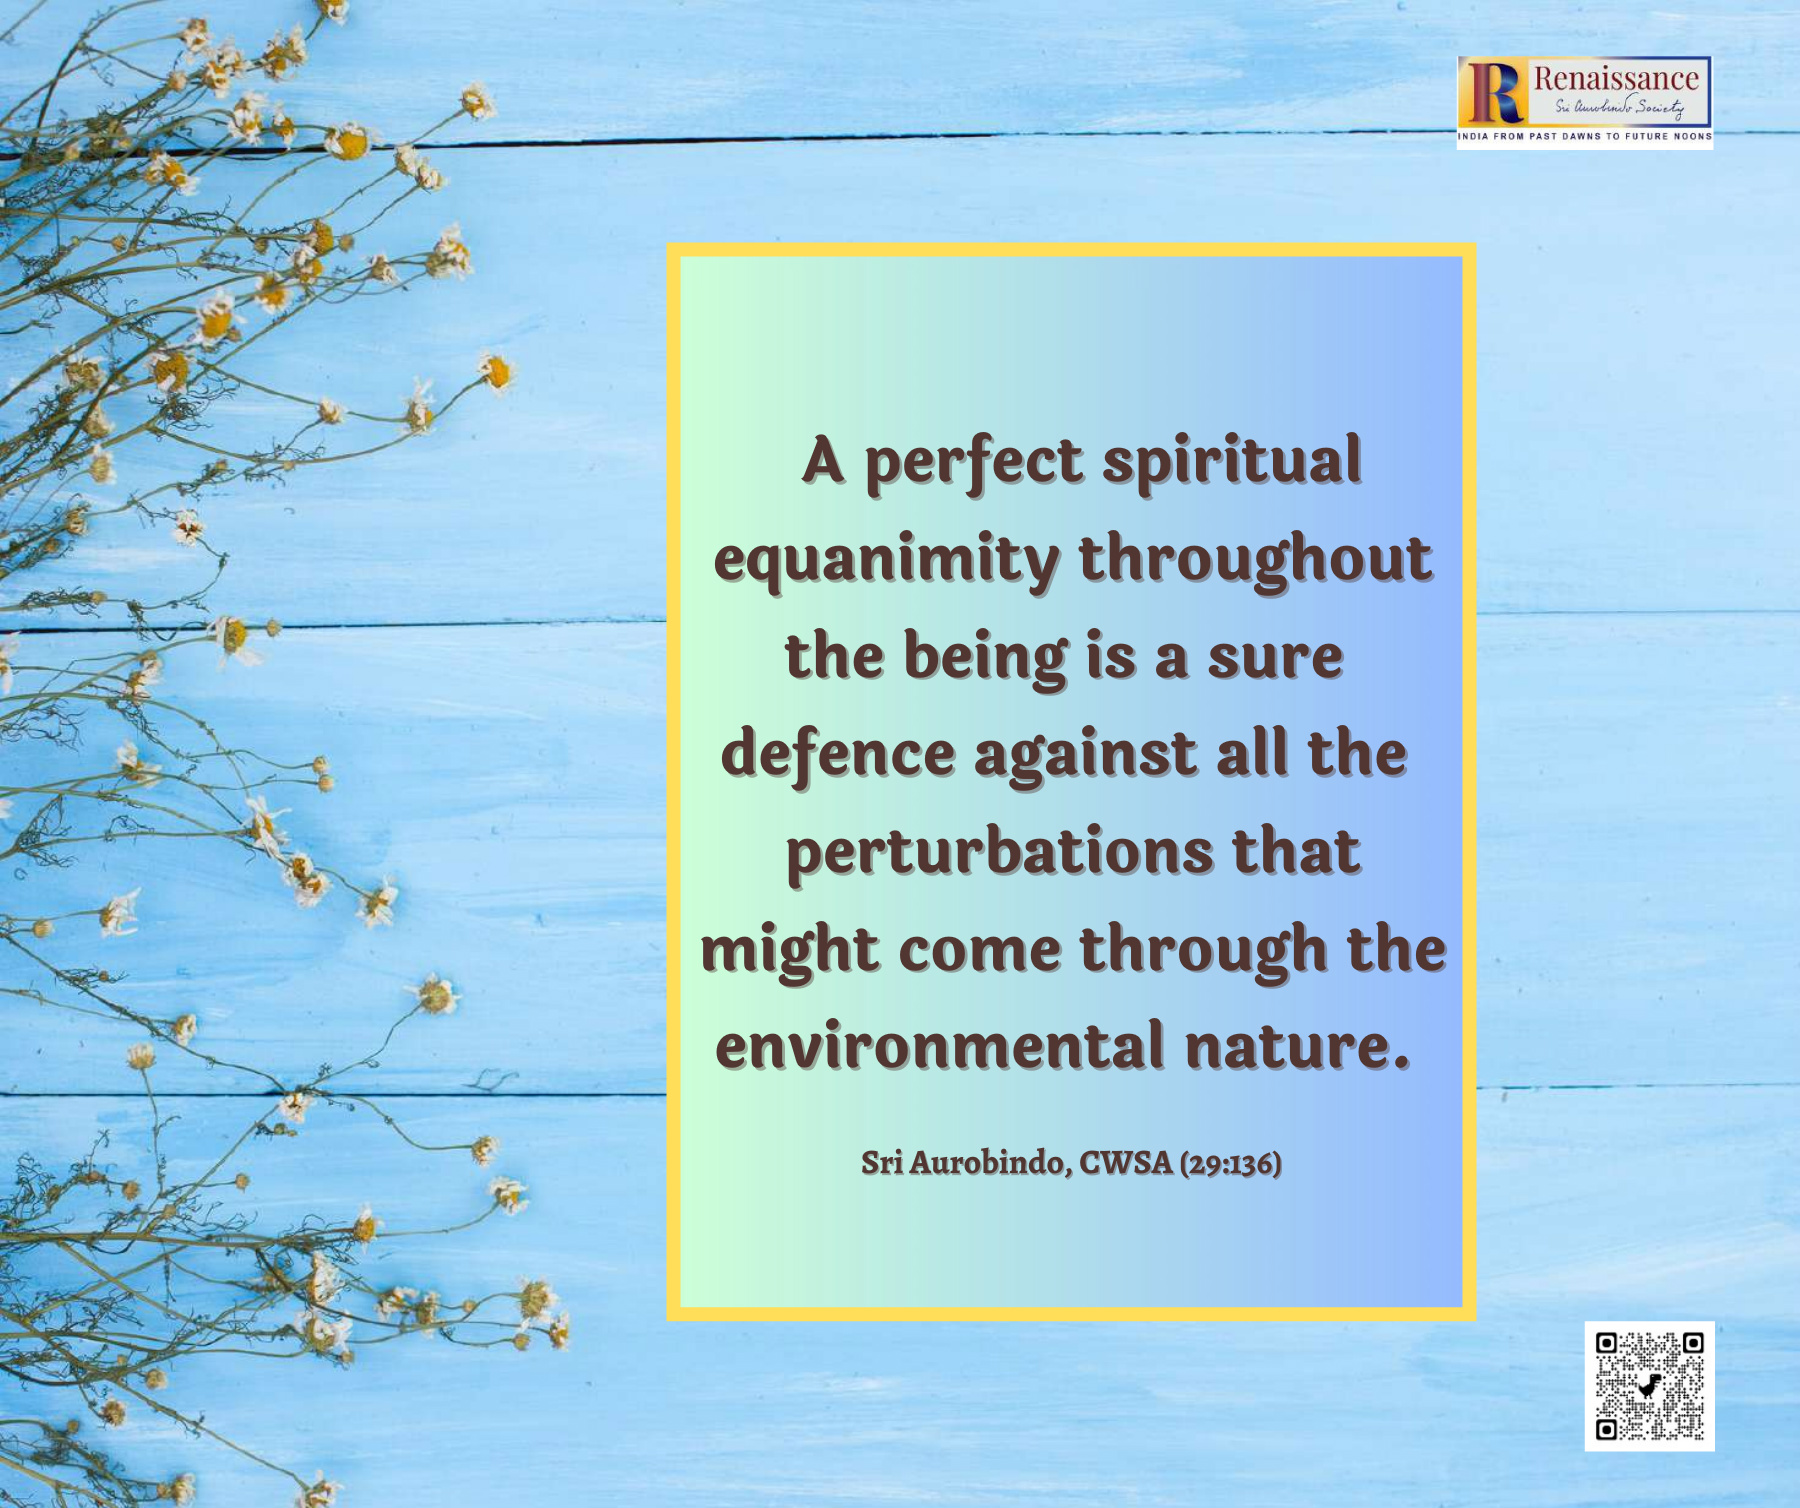 Renaissance
Sri Aurobindo Society
INDIA FROM PAST DAWNS TO FUTURE NOONS
A perfect spiritual
equanimity throughout
the being is a sure
defence against all the
perturbations that
might come through the
environmental nature.
Sri Aurobindo, CWSA (29:136)